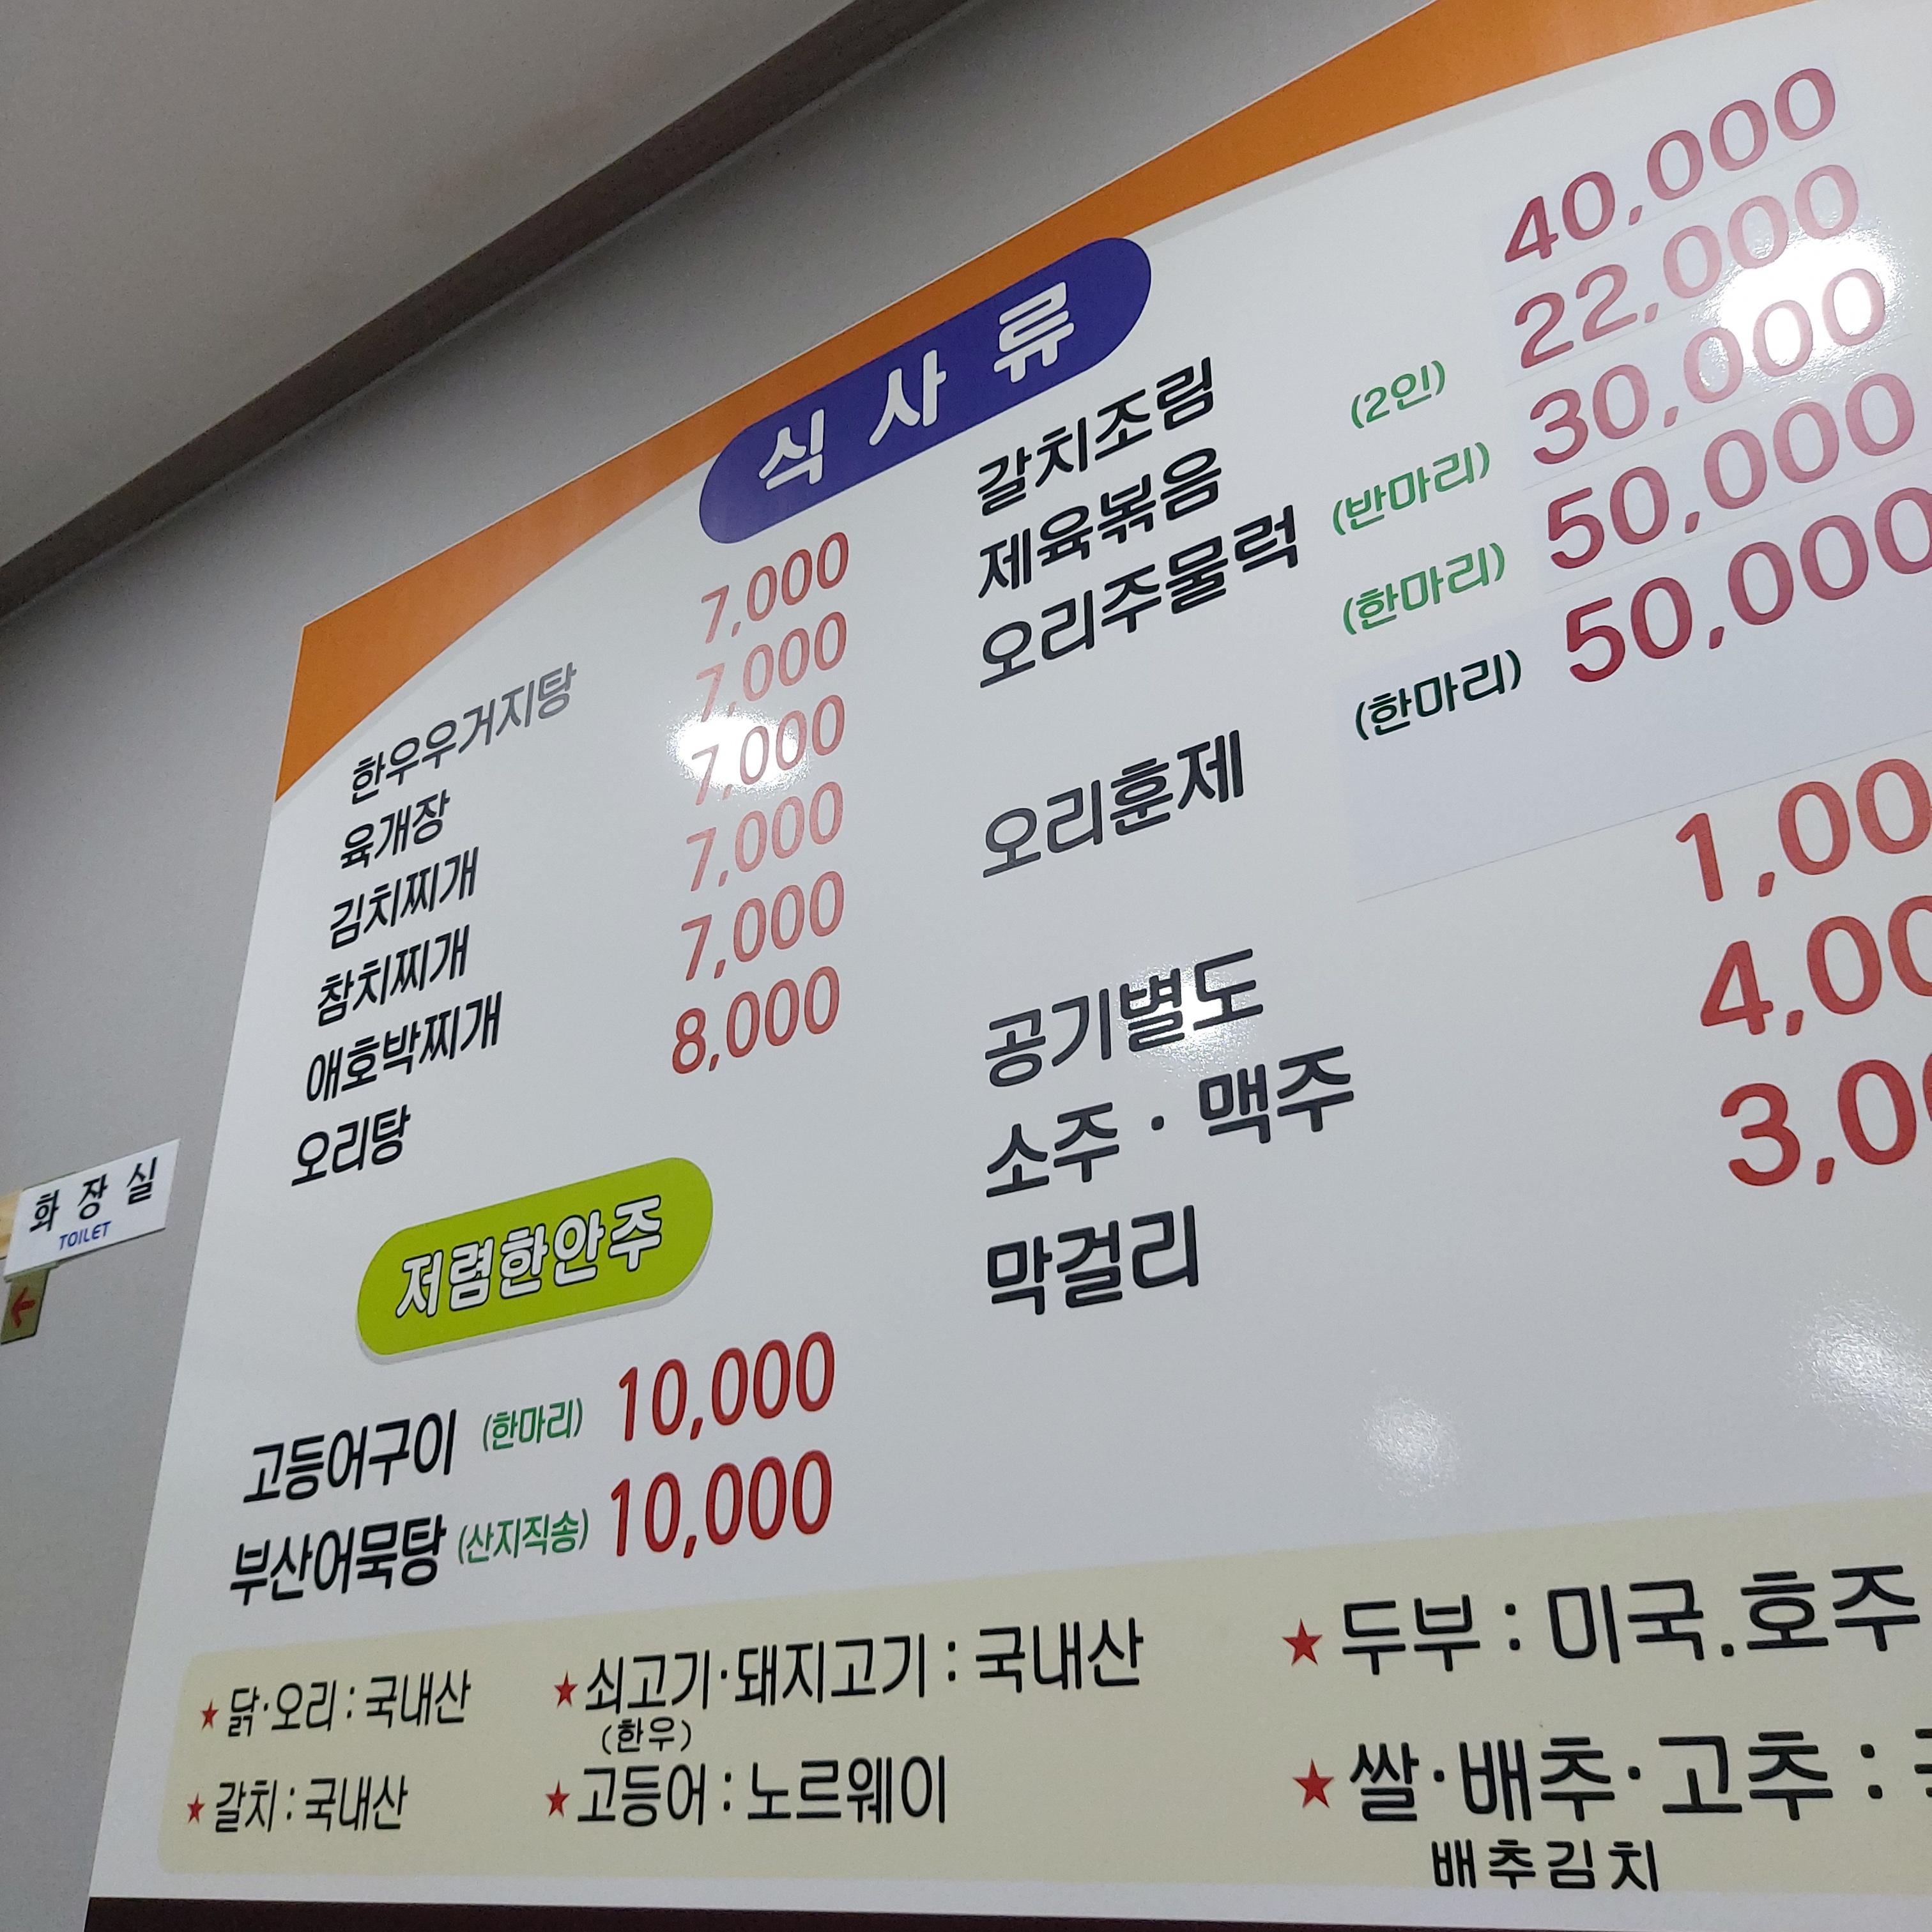 식 사 류
한우우거지탕 7,000
육개장 7,000
김치찌개 7,000
참치찌개 7,000
애호박찌개 7,000
오리탕 8,000
갈치조림 40,000
제육볶음 (2인) 22,000
오리주물럭 (반마리) 30,000
(한마리) 50,000
오리훈제 (한마리) 50,000
공기별도 1,00
소주 · 맥주 4,00
막걸리 3,00
저렴한안주
고등어구이 (한마리) 10,000
부산어묵탕 (산지직송) 10,000
★ 닭·오리 : 국내산 ★ 쇠고기·돼지고기 : 국내산 ★ 두부 : 미국.호주
(한우)
★ 갈치 : 국내산 ★ 고등어 : 노르웨이 ★ 쌀·배추·고추 :
배추김치
화 장 실
TOILET